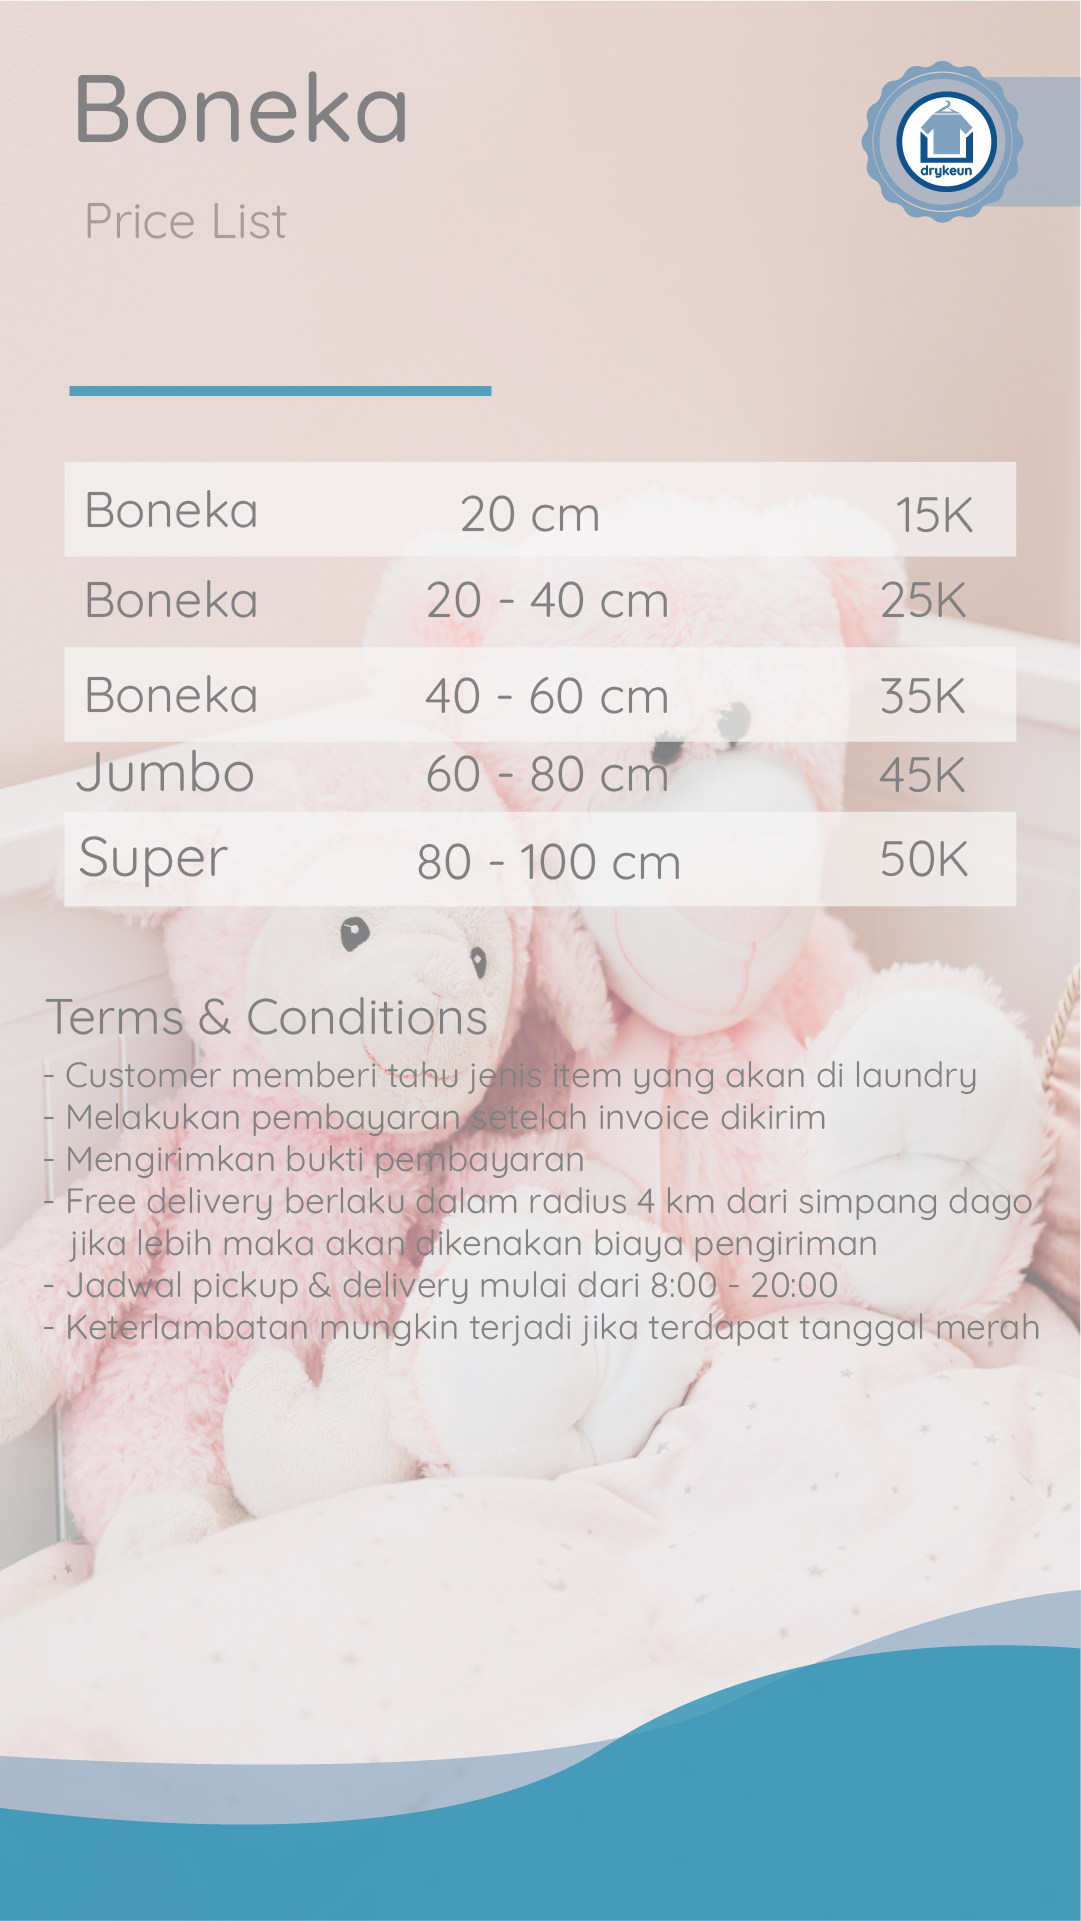 Boneka
drykeun
Price List
Boneka 20 cm 15K
Boneka 20 - 40 cm 25K
Boneka 40 - 60 cm 35K
Jumbo 60 - 80 cm 45K
Super 80 - 100 cm 50K
Terms & Conditions
- Customer memberi tahu jenis item yang akan di laundry
- Melakukan pembayaran setelah invoice dikirim
- Mengirimkan bukti pembayaran
- Free delivery berlaku dalam radius 4 km dari simpang dago
jika lebih maka akan dikenakan biaya pengiriman
- Jadwal pickup & delivery mulai dari 8:00 - 20:00
- Keterlambatan mungkin terjadi jika terdapat tanggal merah